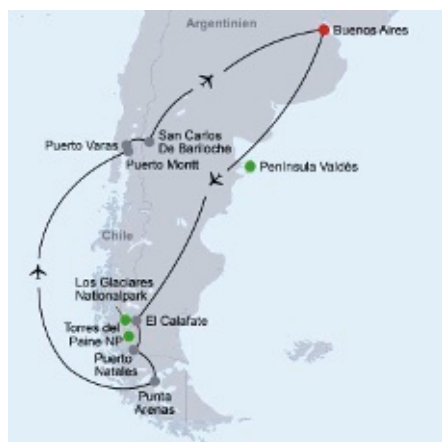 Argentinien
Buenos Aires
San Carlos
De Bariloche
Puerto Varas
Puerto Montt
Península Valdés
Chile
Los Glaciares
Nationalpark
El Calafate
Torres del
Paine NP
Puerto
Natales
Punta
Arenas